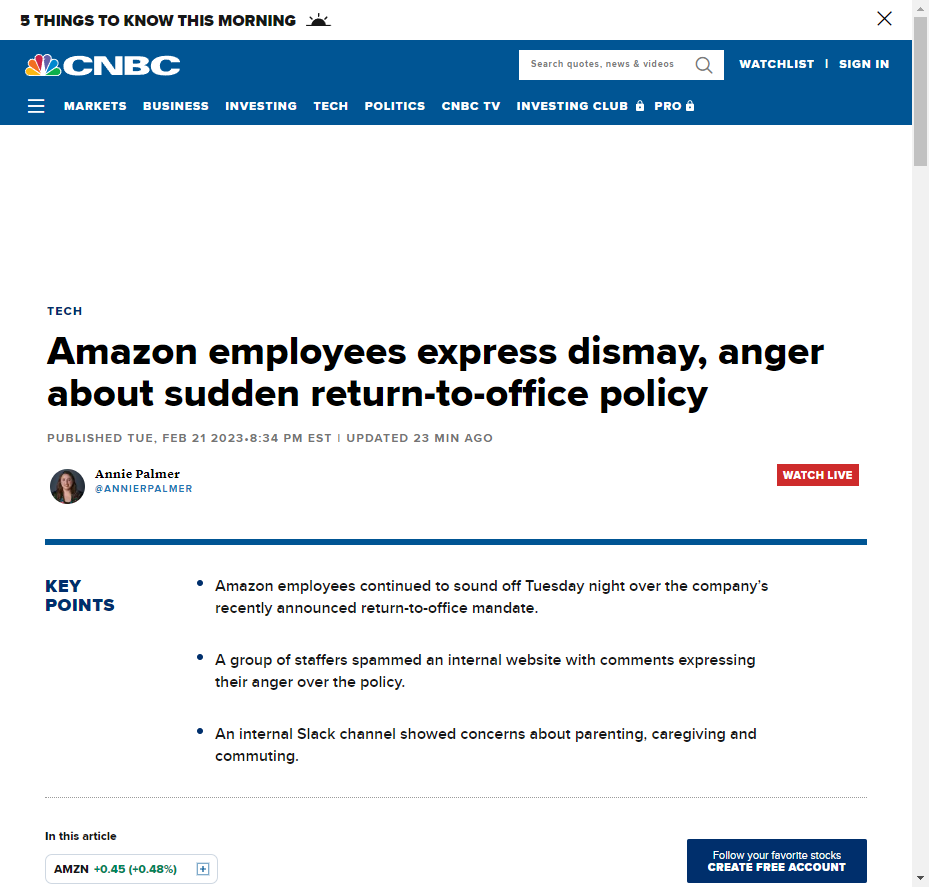 5 THINGS TO KNOW THIS MORNING
CNBC
Search quotes, news & videos
WATCHLIST | SIGN IN
MARKETS BUSINESS INVESTING TECH POLITICS CNBC TV INVESTING CLUB PRO
TECH
Amazon employees express dismay, anger
about sudden return-to-office policy
PUBLISHED TUE, FEB 21 2023•8:34 PM EST | UPDATED 23 MIN AGO
Annie Palmer
@ANNIERPALMER
WATCH LIVE
KEY
POINTS
Amazon employees continued to sound off Tuesday night over the company’s
recently announced return-to-office mandate.
A group of staffers spammed an internal website with comments expressing
their anger over the policy.
An internal Slack channel showed concerns about parenting, caregiving and
commuting.
In this article
AMZN +0.45 (+0.48%)
Follow your favorite stocks
CREATE FREE ACCOUNT